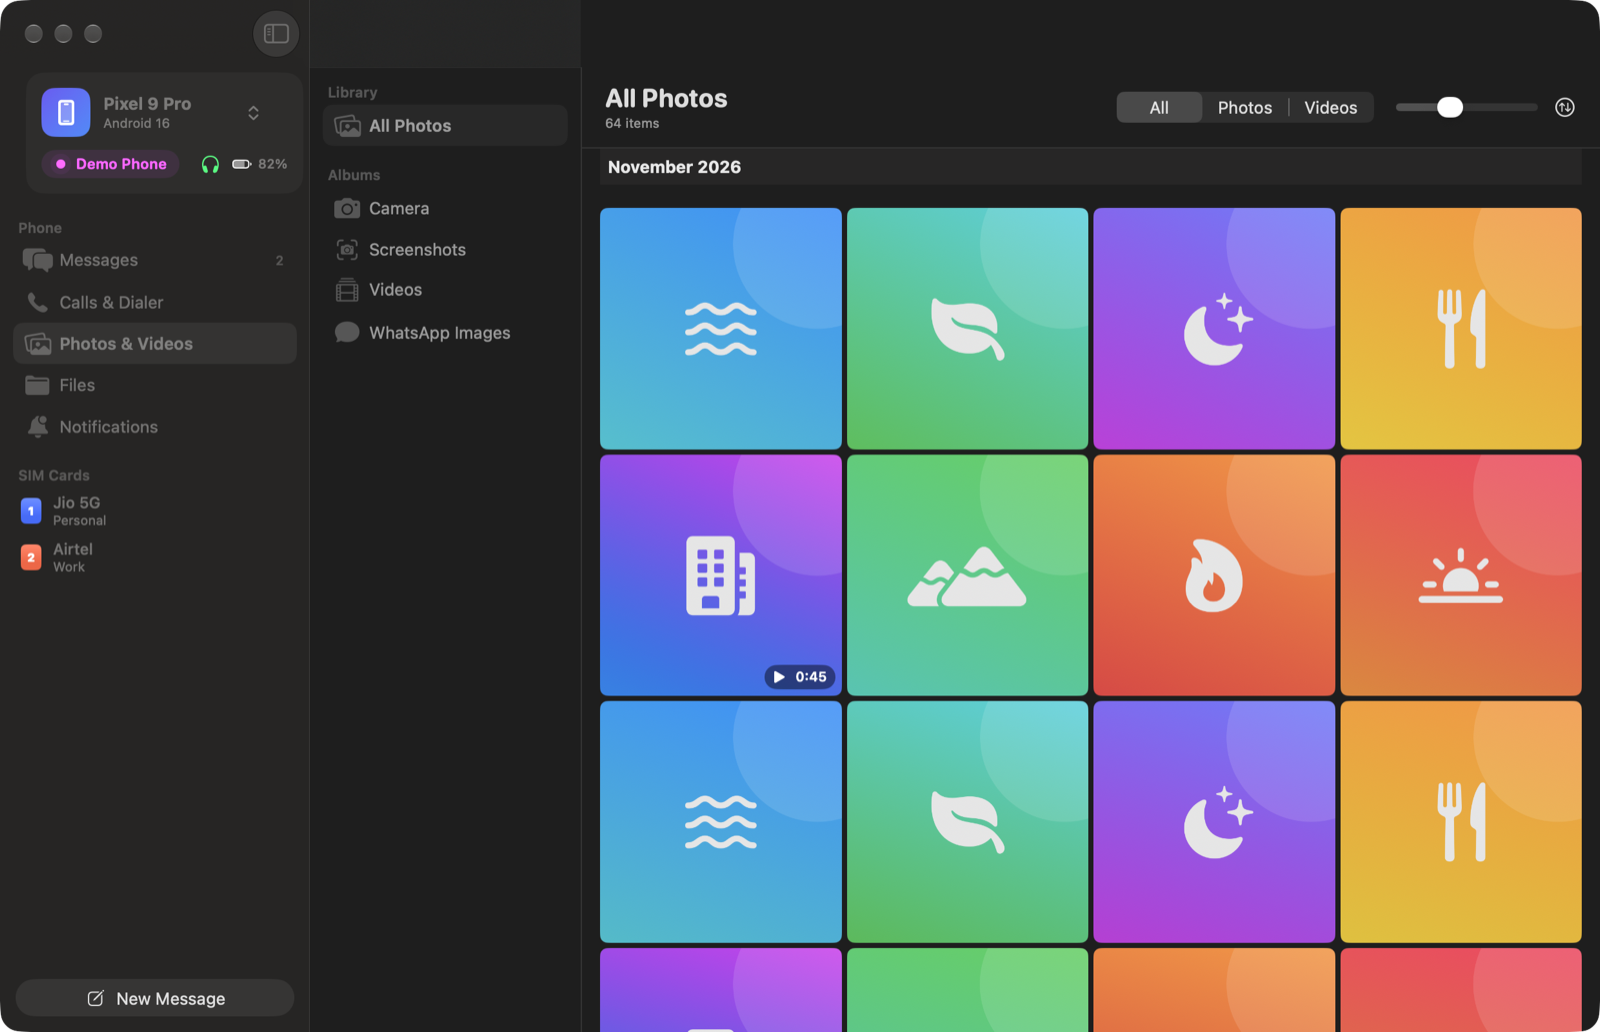 Pixel 9 Pro
Android 16
Demo Phone
82%
Phone
Messages
2
Calls & Dialer
Photos & Videos
Files
Notifications
SIM Cards
1
Jio 5G
Personal
2
Airtel
Work
New Message
Library
All Photos
Albums
Camera
Screenshots
Videos
WhatsApp Images
All Photos
64 items
All
Photos
Videos
November 2026
0:45